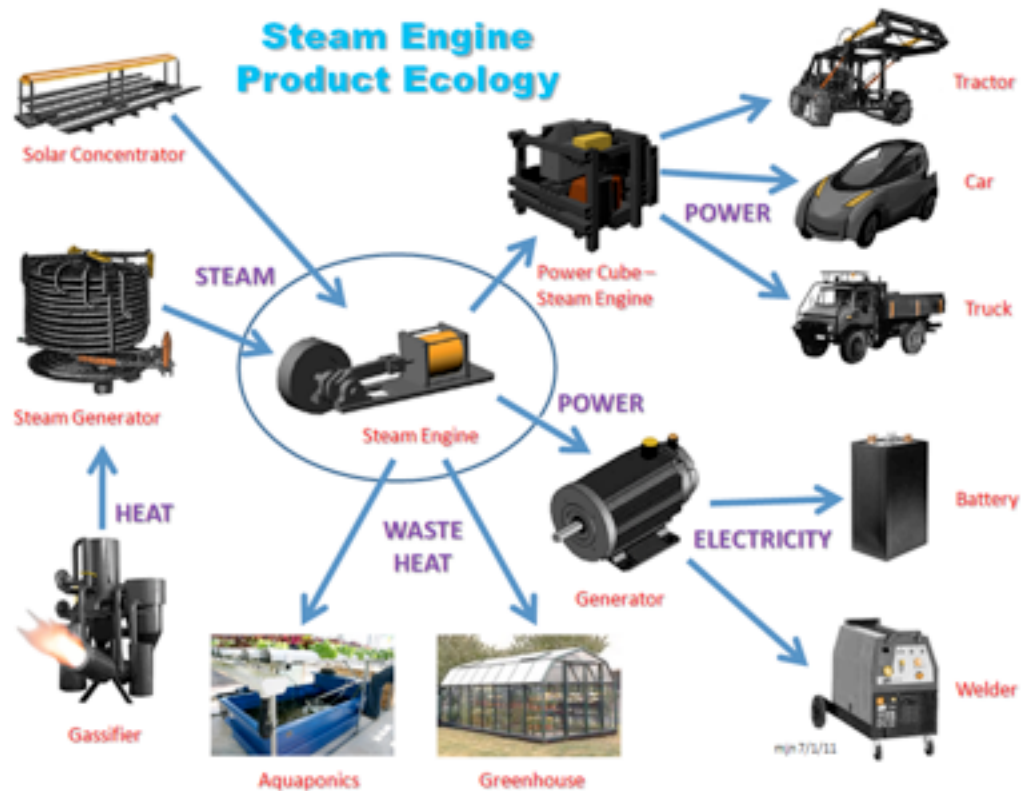 Steam Engine
Product Ecology
Solar Concentrator
Tractor
Car
POWER
Power Cube –
Steam Engine
Truck
STEAM
Steam Generator
Steam Engine
POWER
HEAT
WASTE
HEAT
Generator
ELECTRICITY
Battery
Gassifier
Aquaponics
Greenhouse
Welder
mjn 7/1/11